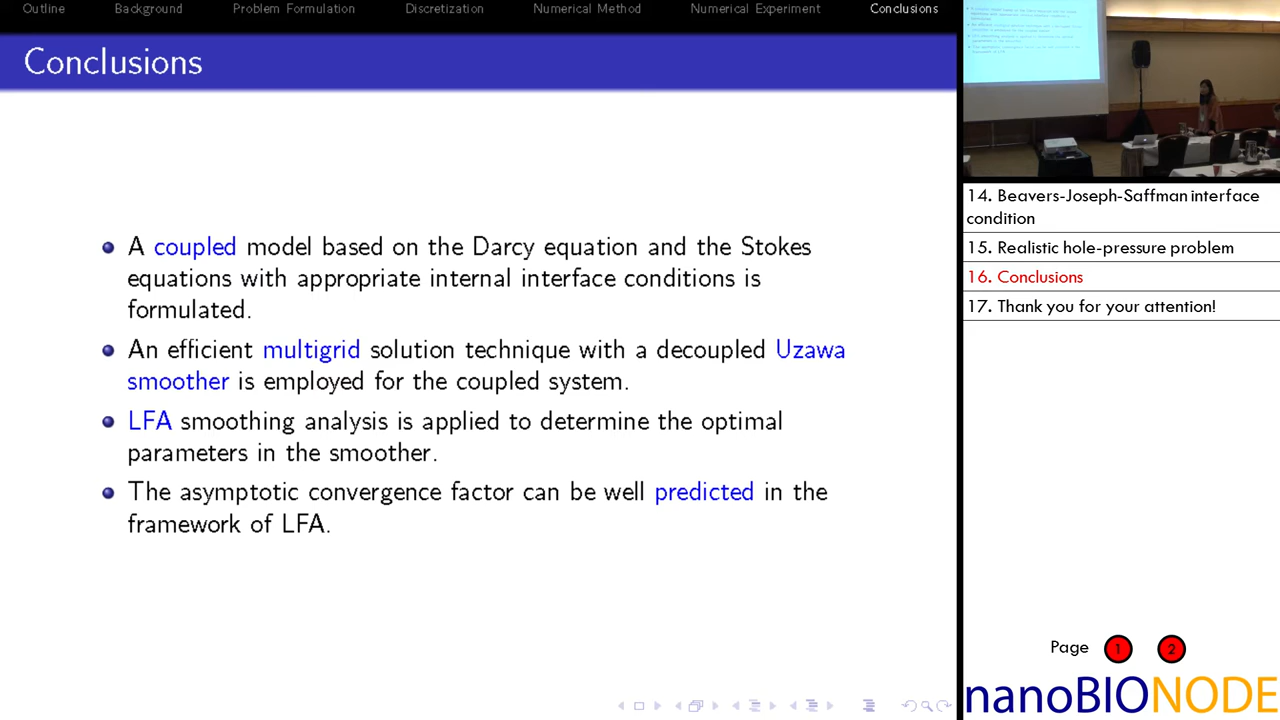 Outline Background Problem Formulation Discretization Numerical Method Numerical Experiment Conclusions
Conclusions
A coupled model based on the Darcy equation and the Stokes
equations with appropriate internal interface conditions is
formulated.
An efficient multigrid solution technique with a decoupled Uzawa
smoother is employed for the coupled system.
LFA smoothing analysis is applied to determine the optimal
parameters in the smoother.
The asymptotic convergence factor can be well predicted in the
framework of LFA.
14. Beavers-Joseph-Saffman interface
condition
15. Realistic hole-pressure problem
16. Conclusions
17. Thank you for your attention!
Page 1 2
nanoBIONODE